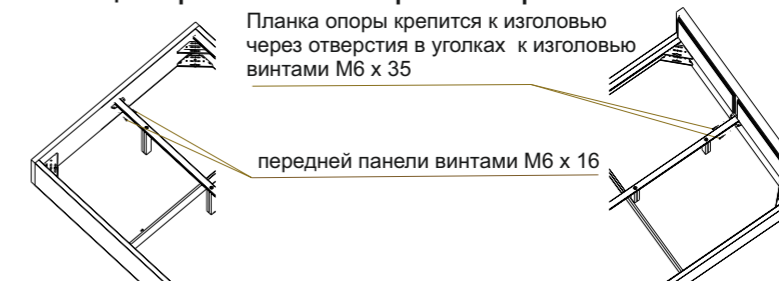 Планка опоры крепится к изголовью
через отверстия в уголках к изголовью
винтами М6 х 35
передней панели винтами М6 х 16